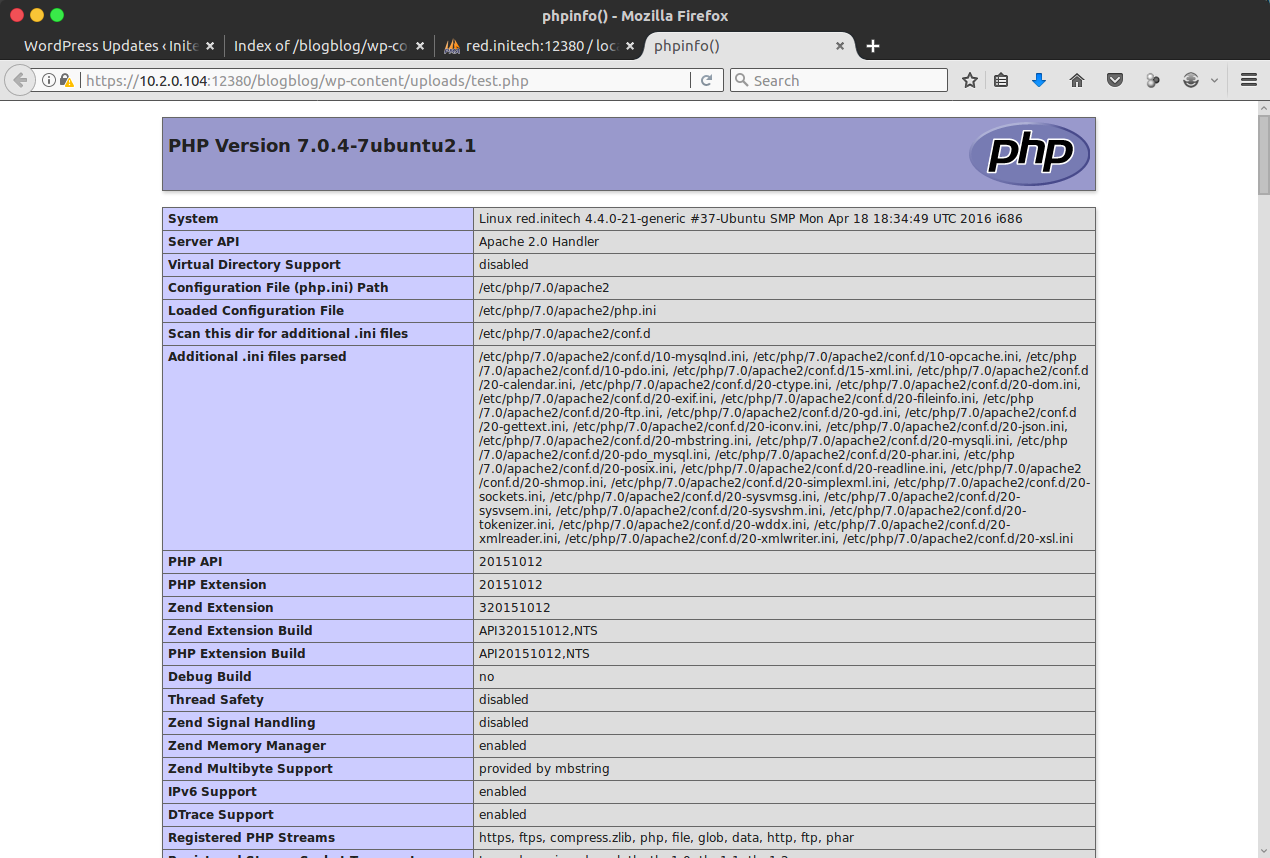 phpinfo() - Mozilla Firefox
WordPress Updates ‹ Inite
Index of /blogblog/wp-co
red.initech:12380 / loc
phpinfo()
https://10.2.0.104:12380/blogblog/wp-content/uploads/test.php
Search
PHP Version 7.0.4-7ubuntu2.1
php
System Linux red.initech 4.4.0-21-generic #37-Ubuntu SMP Mon Apr 18 18:34:49 UTC 2016 i686
Server API Apache 2.0 Handler
Virtual Directory Support disabled
Configuration File (php.ini) Path /etc/php/7.0/apache2
Loaded Configuration File /etc/php/7.0/apache2/php.ini
Scan this dir for additional .ini files /etc/php/7.0/apache2/conf.d
Additional .ini files parsed /etc/php/7.0/apache2/conf.d/10-mysqlnd.ini, /etc/php/7.0/apache2/conf.d/10-opcache.ini, /etc/php
/7.0/apache2/conf.d/10-pdo.ini, /etc/php/7.0/apache2/conf.d/15-xml.ini, /etc/php/7.0/apache2/conf.d
/20-calendar.ini, /etc/php/7.0/apache2/conf.d/20-ctype.ini, /etc/php/7.0/apache2/conf.d/20-dom.ini,
/etc/php/7.0/apache2/conf.d/20-exif.ini, /etc/php/7.0/apache2/conf.d/20-fileinfo.ini, /etc/php
/7.0/apache2/conf.d/20-ftp.ini, /etc/php/7.0/apache2/conf.d/20-gd.ini, /etc/php/7.0/apache2/conf.d
/20-gettext.ini, /etc/php/7.0/apache2/conf.d/20-iconv.ini, /etc/php/7.0/apache2/conf.d/20-json.ini,
/etc/php/7.0/apache2/conf.d/20-mbstring.ini, /etc/php/7.0/apache2/conf.d/20-mysqli.ini, /etc/php
/7.0/apache2/conf.d/20-pdo_mysql.ini, /etc/php/7.0/apache2/conf.d/20-phar.ini, /etc/php
/7.0/apache2/conf.d/20-posix.ini, /etc/php/7.0/apache2/conf.d/20-readline.ini, /etc/php/7.0/apache2
/conf.d/20-shmop.ini, /etc/php/7.0/apache2/conf.d/20-simplexml.ini, /etc/php/7.0/apache2/conf.d/20-
sockets.ini, /etc/php/7.0/apache2/conf.d/20-sysvmsg.ini, /etc/php/7.0/apache2/conf.d/20-
sysvsem.ini, /etc/php/7.0/apache2/conf.d/20-sysvshm.ini, /etc/php/7.0/apache2/conf.d/20-
tokenizer.ini, /etc/php/7.0/apache2/conf.d/20-wddx.ini, /etc/php/7.0/apache2/conf.d/20-
xmlreader.ini, /etc/php/7.0/apache2/conf.d/20-xmlwriter.ini, /etc/php/7.0/apache2/conf.d/20-xsl.ini
PHP API 20151012
PHP Extension 20151012
Zend Extension 320151012
Zend Extension Build API320151012,NTS
PHP Extension Build API20151012,NTS
Debug Build no
Thread Safety disabled
Zend Signal Handling disabled
Zend Memory Manager enabled
Zend Multibyte Support provided by mbstring
IPv6 Support enabled
DTrace Support enabled
Registered PHP Streams https, ftps, compress.zlib, php, file, glob, data, http, ftp, phar